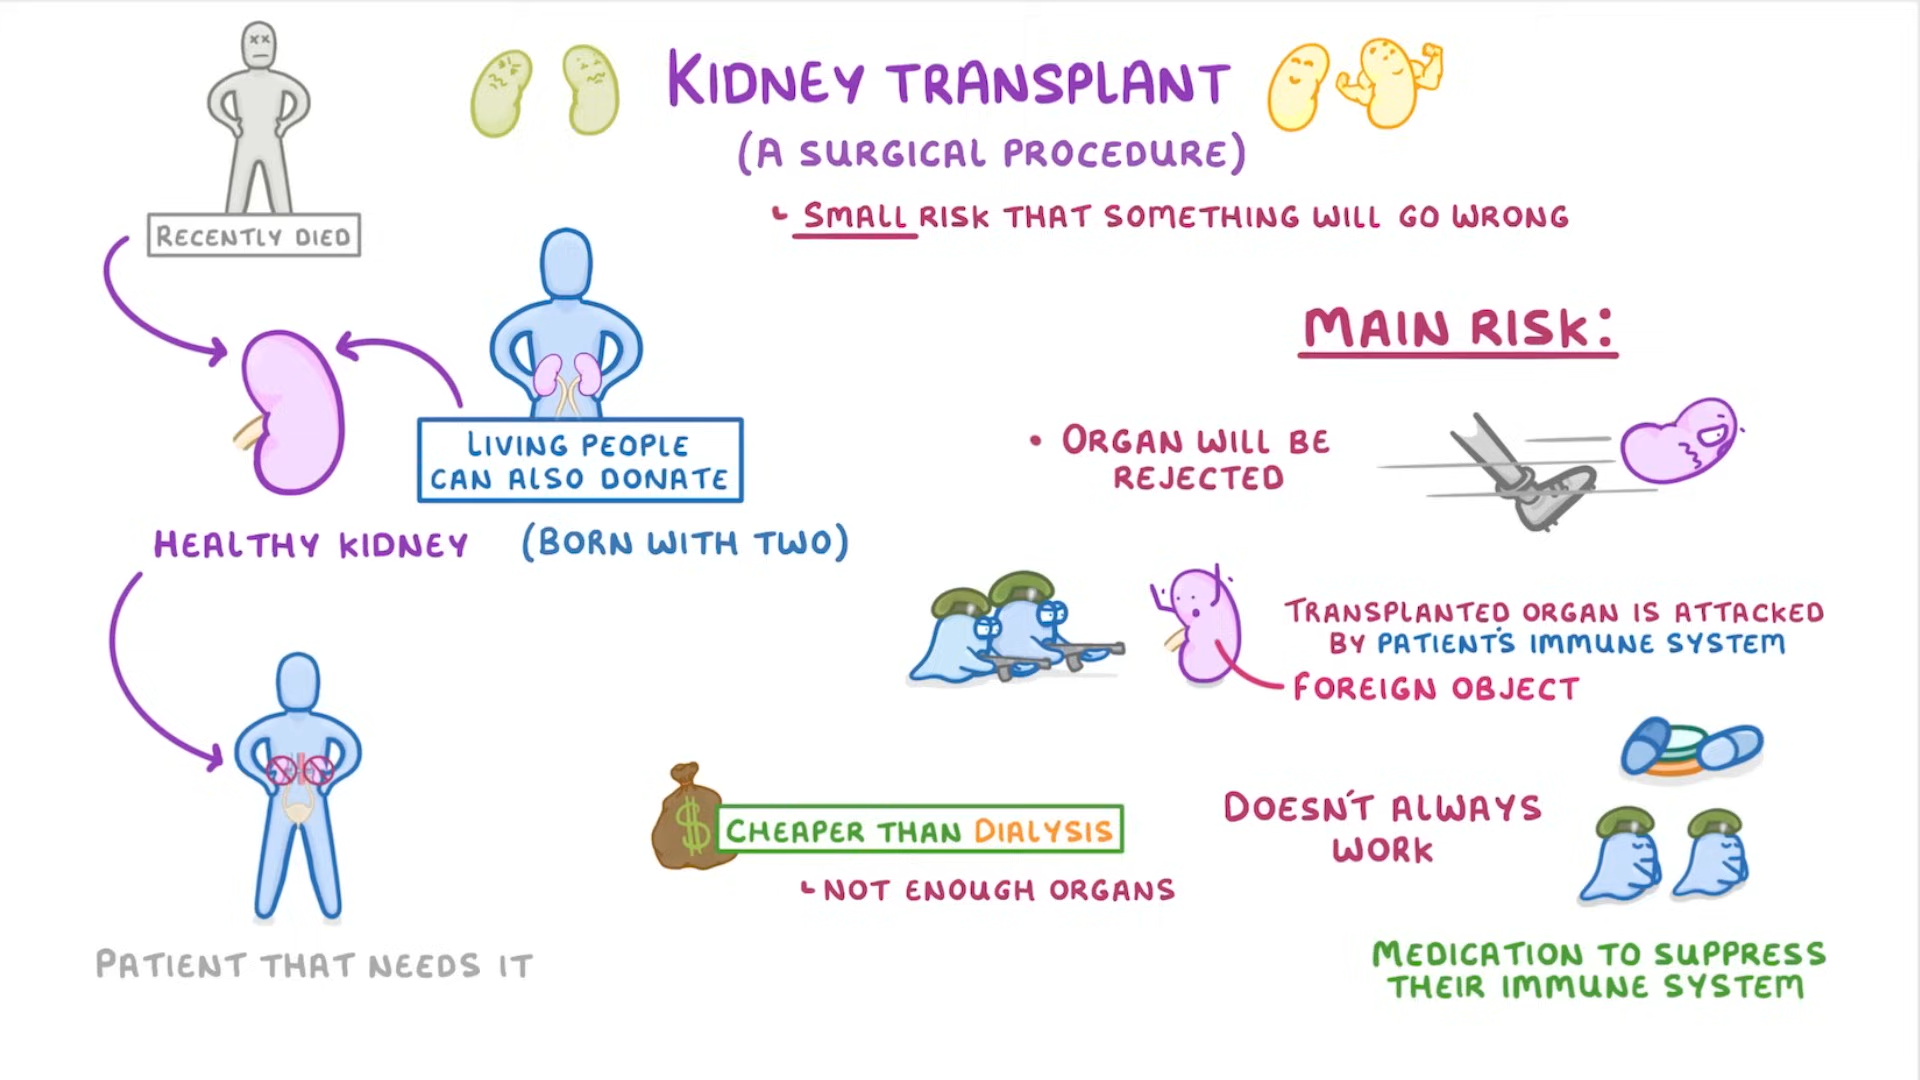 KIDNEY TRANSPLANT
(A SURGICAL PROCEDURE)
SMALL RISK THAT SOMETHING WILL GO WRONG
RECENTLY DIED
LIVING PEOPLE
CAN ALSO DONATE
HEALTHY KIDNEY
(BORN WITH TWO)
PATIENT THAT NEEDS IT
MAIN RISK:
• ORGAN WILL BE
REJECTED
TRANSPLANTED ORGAN IS ATTACKED
BY PATIENT'S IMMUNE SYSTEM
FOREIGN OBJECT
$
CHEAPER THAN DIALYSIS
NOT ENOUGH ORGANS
DOESN'T ALWAYS
WORK
MEDICATION TO SUPPRESS
THEIR IMMUNE SYSTEM